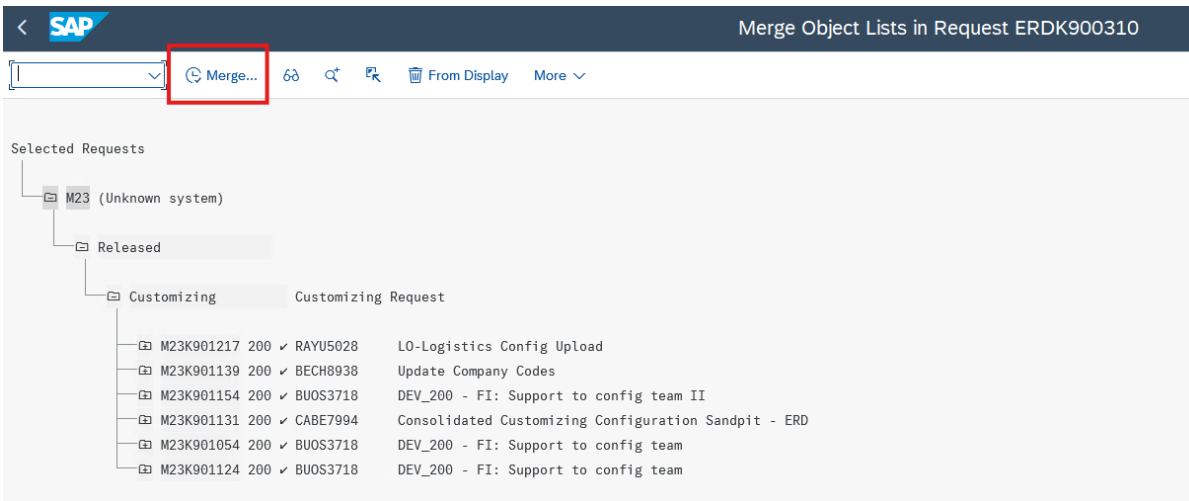 SAP Merge Object Lists in Request ERDK900310
Merge... From Display More
Selected Requests
M23 (Unknown system)
Released
Customizing Customizing Request
M23K901217 200 ✔ RAYU5028 LO-Logistics Config Upload
M23K901139 200 ✔ BECH8938 Update Company Codes
M23K901154 200 ✔ BUOS3718 DEV_200 - FI: Support to config team II
M23K901131 200 ✔ CABE7994 Consolidated Customizing Configuration Sandpit - ERD
M23K901054 200 ✔ BUOS3718 DEV_200 - FI: Support to config team
M23K901124 200 ✔ BUOS3718 DEV_200 - FI: Support to config team